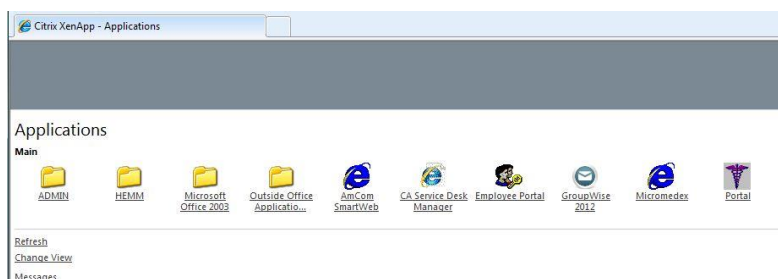 Citrix XenApp - Applications
Applications
Main
ADMIN
HEMM
Microsoft
Office 2003
Outside Office
Applicatio...
AmCom
SmartWeb
CA Service Desk
Manager
Employee Portal
GroupWise
2012
Micromedex
Portal
Refresh
Change View
Messages